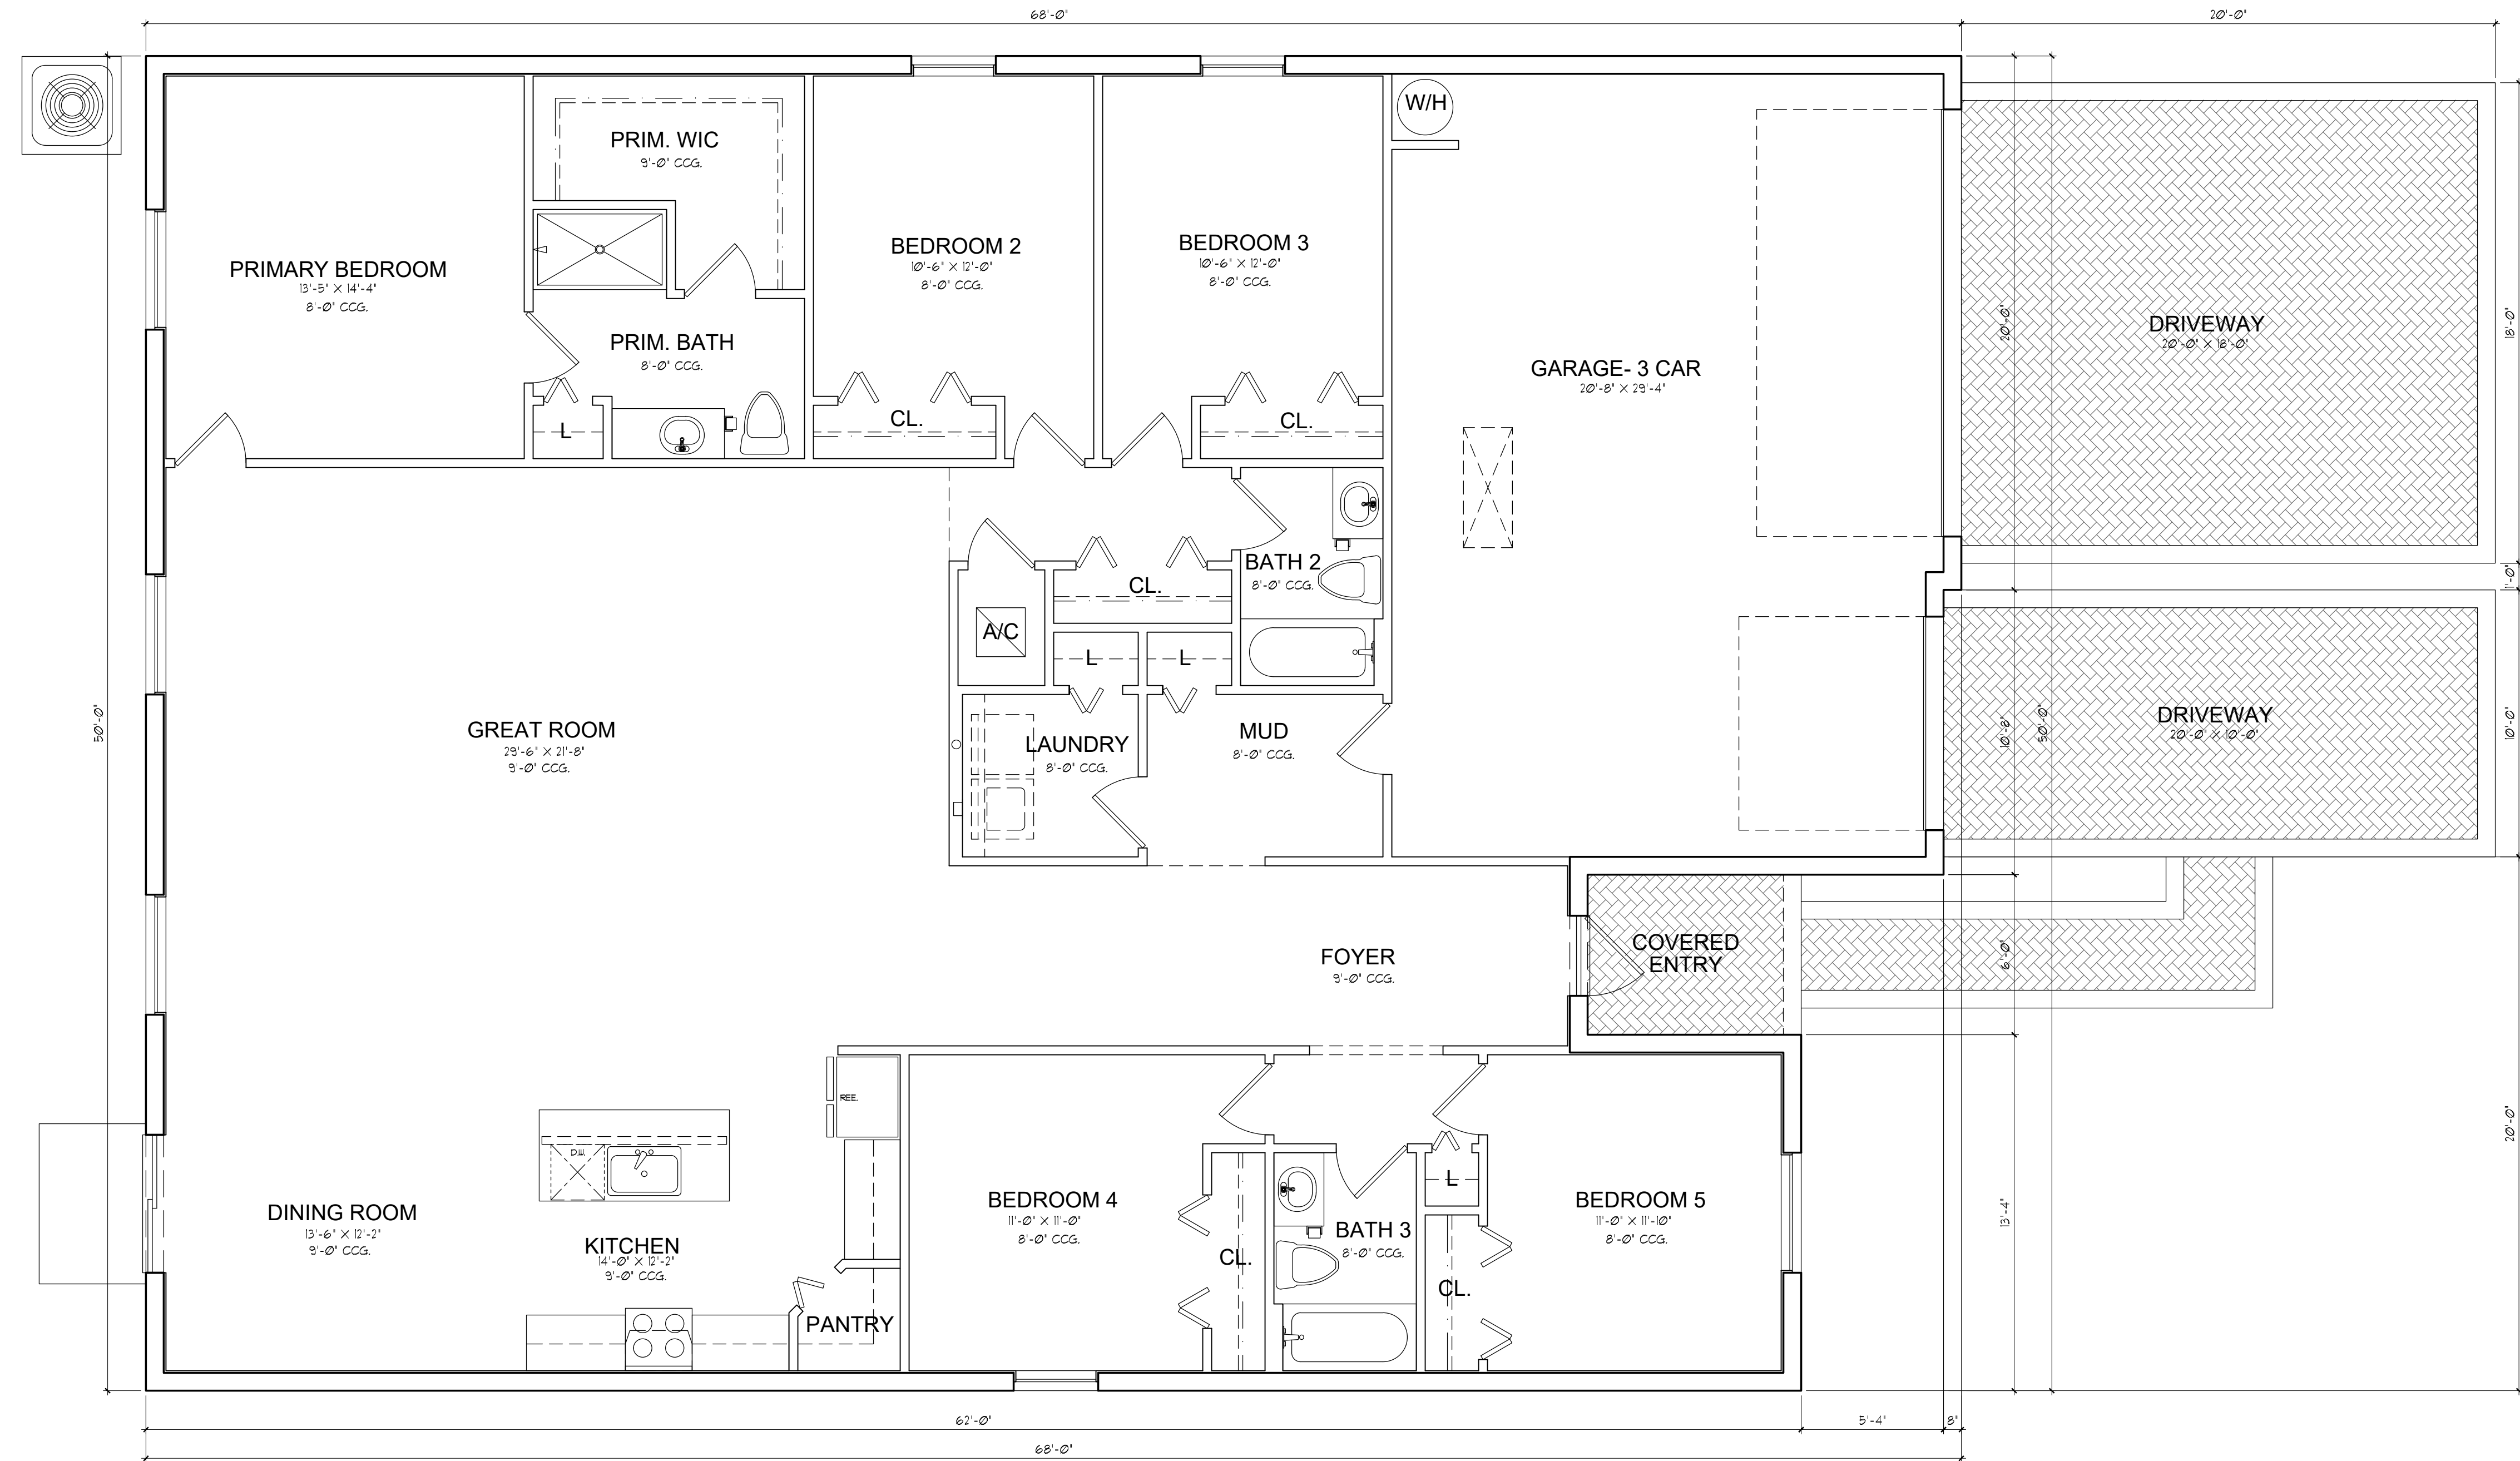 68'-0"
20'-0"
PRIM. WIC
9'-0" CCG.
W/H
PRIMARY BEDROOM
13'-5" X 14'-4"
8'-0" CCG.
BEDROOM 2
10'-6" X 12'-0"
8'-0" CCG.
BEDROOM 3
10'-6" X 12'-0"
8'-0" CCG.
PRIM. BATH
8'-0" CCG.
GARAGE- 3 CAR
20'-8" X 29'-4"
20'-0"
DRIVEWAY
20'-0" X 18'-0"
18'-0"
L
CL.
CL.
BATH 2
8'-0" CCG.
CL.
A/C
L
L
1'-0"
50'-0"
GREAT ROOM
29'-6" X 21'-8"
9'-0" CCG.
LAUNDRY
8'-0" CCG.
MUD
8'-0" CCG.
10'-8"
50'-0"
DRIVEWAY
20'-0" X 10'-0"
10'-0"
FOYER
9'-0" CCG.
COVERED
ENTRY
6'-0"
REF.
D.W.
20'-0"
DINING ROOM
13'-6" X 12'-2"
9'-0" CCG.
KITCHEN
14'-0" X 12'-2"
9'-0" CCG.
PANTRY
BEDROOM 4
11'-0" X 11'-0"
8'-0" CCG.
CL.
BATH 3
8'-0" CCG.
L
CL.
BEDROOM 5
11'-0" X 11'-10"
8'-0" CCG.
13'-4"
62'-0"
5'-4"
8"
68'-0"